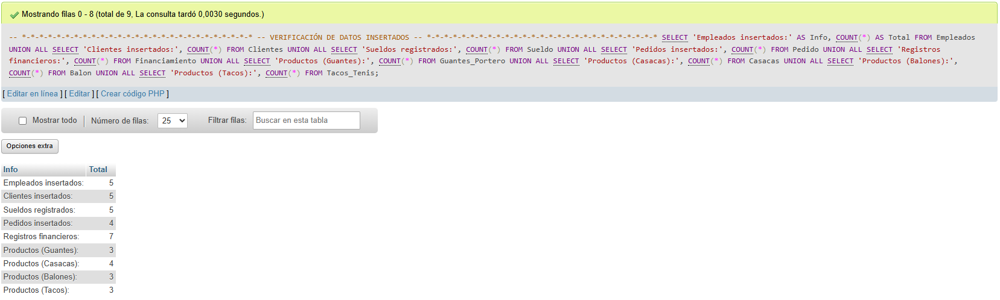 Mostrando filas 0 - 8 (total de 9, La consulta tardó 0,0030 segundos.)
-- *-*-*-*-*-*-*-*-*-*-*-*-*-*-*-*-*-*-*-*-*-*-*-*-*-*-* -- VERIFICACIÓN DE DATOS INSERTADOS -- *-*-*-*-*-*-*-*-*-*-*-*-*-*-*-*-*-*-*-*-*-*-*-*-*-*-* SELECT 'Empleados insertados:' AS Info, COUNT(*) AS Total FROM Empleados
UNION ALL SELECT 'Clientes insertados:', COUNT(*) FROM Clientes UNION ALL SELECT 'Sueldos registrados:', COUNT(*) FROM Sueldo UNION ALL SELECT 'Pedidos insertados:', COUNT(*) FROM Pedido UNION ALL SELECT 'Registros
financieros:', COUNT(*) FROM Financiamiento UNION ALL SELECT 'Productos (Guantes):', COUNT(*) FROM Guantes_Portero UNION ALL SELECT 'Productos (Casacas):', COUNT(*) FROM Casacas UNION ALL SELECT 'Productos (Balones):',
COUNT(*) FROM Balon UNION ALL SELECT 'Productos (Tacos):', COUNT(*) FROM Tacos_Tenis;
[ Editar en línea ] [ Editar ] [ Crear código PHP ]
Mostrar todo | Número de filas: 25 Filtrar filas: Buscar en esta tabla
Opciones extra
Info Total
Empleados insertados: 5
Clientes insertados: 5
Sueldos registrados: 5
Pedidos insertados: 4
Registros financieros: 7
Productos (Guantes): 3
Productos (Casacas): 4
Productos (Balones): 3
Productos (Tacos): 3